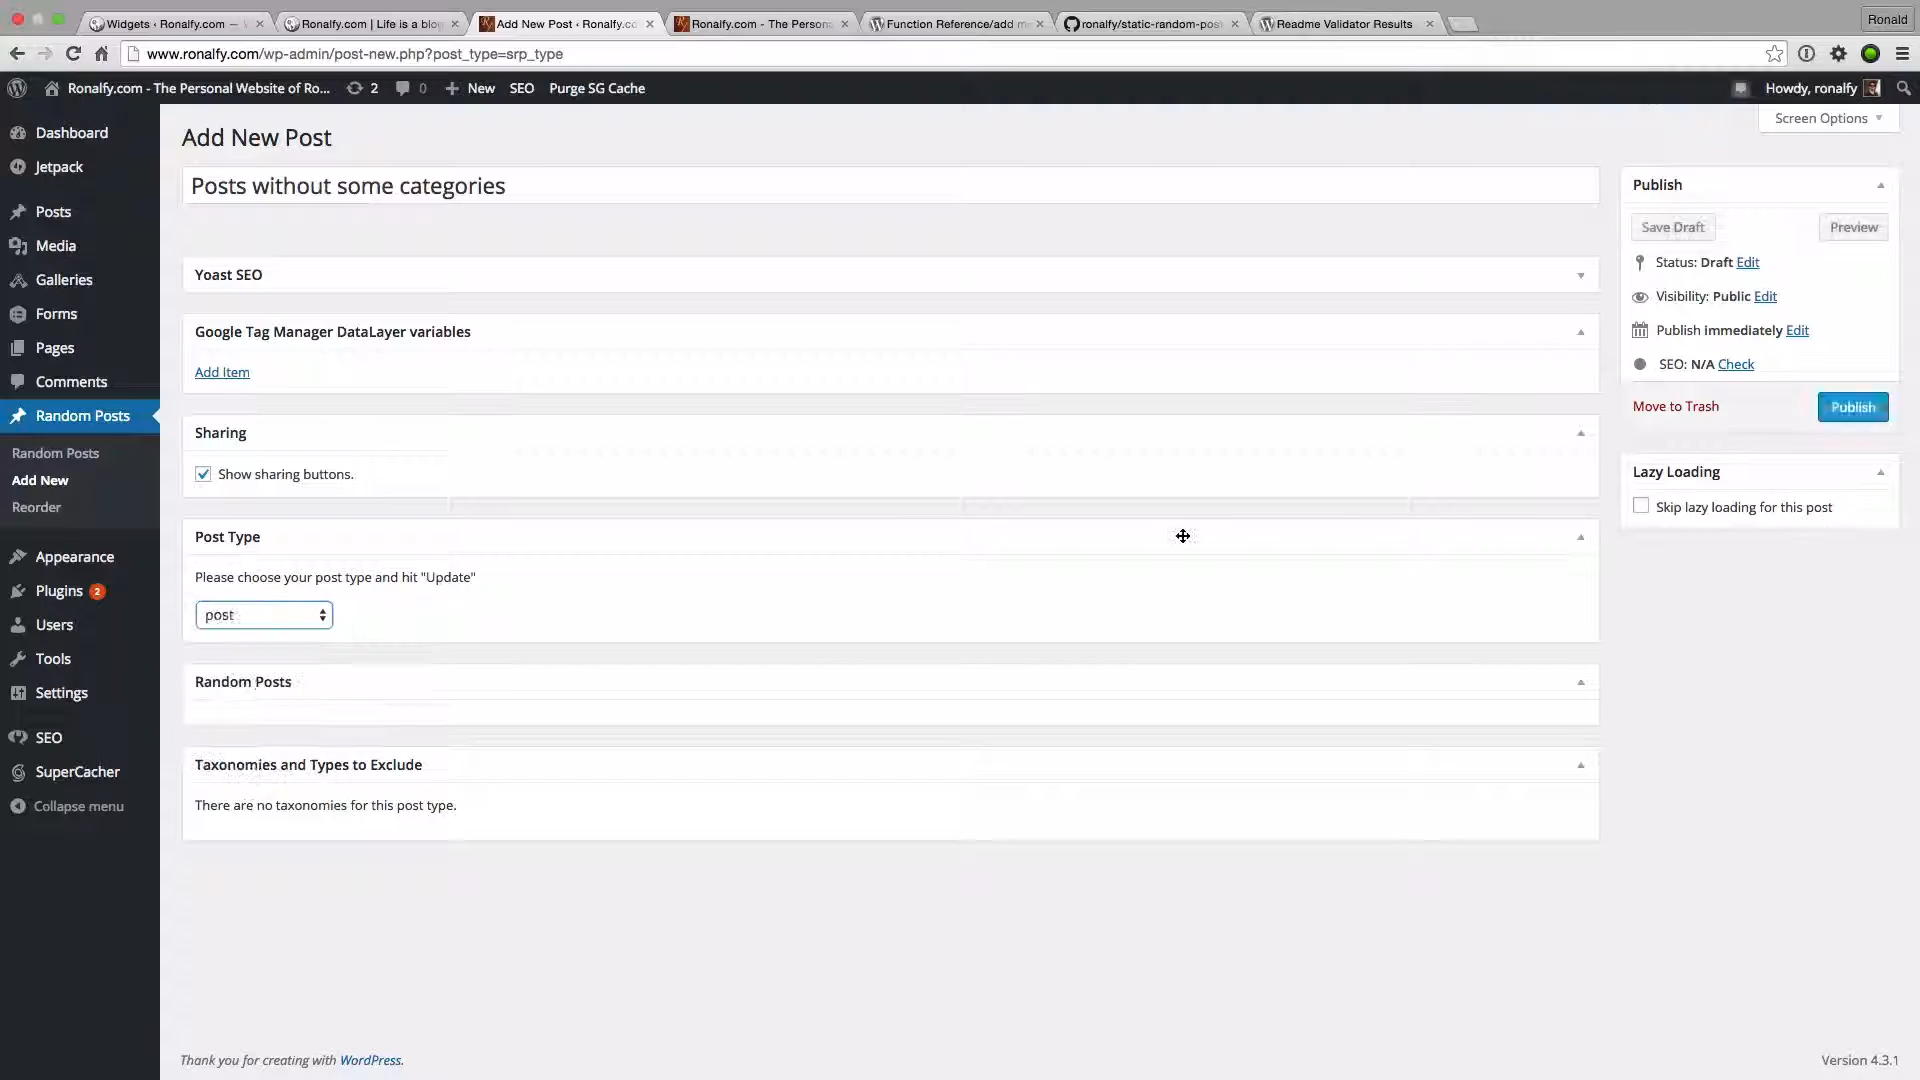 Widgets ‹ Ronalfy.com —
Ronalfy.com | Life is a blog
Add New Post ‹ Ronalfy.co
Ronalfy.com - The Persona
Function Reference/add me
ronalfy/static-random-pos
Readme Validator Results
Ronald
www.ronalfy.com/wp-admin/post-new.php?post_type=srp_type
Ronalfy.com - The Personal Website of Ro... 2 0 New SEO Purge SG Cache
Howdy, ronalfy
Screen Options
Dashboard
Jetpack
Posts
Media
Galleries
Forms
Pages
Comments
Random Posts
Random Posts
Add New
Reorder
Appearance
Plugins 2
Users
Tools
Settings
SEO
SuperCacher
Collapse menu
Add New Post
Posts without some categories
Yoast SEO
Google Tag Manager DataLayer variables
Add Item
Sharing
Show sharing buttons.
Post Type
Please choose your post type and hit "Update"
post
Random Posts
Taxonomies and Types to Exclude
There are no taxonomies for this post type.
Publish
Save Draft
Preview
Status: Draft Edit
Visibility: Public Edit
Publish immediately Edit
SEO: N/A Check
Move to Trash
Publish
Lazy Loading
Skip lazy loading for this post
Thank you for creating with WordPress.
Version 4.3.1